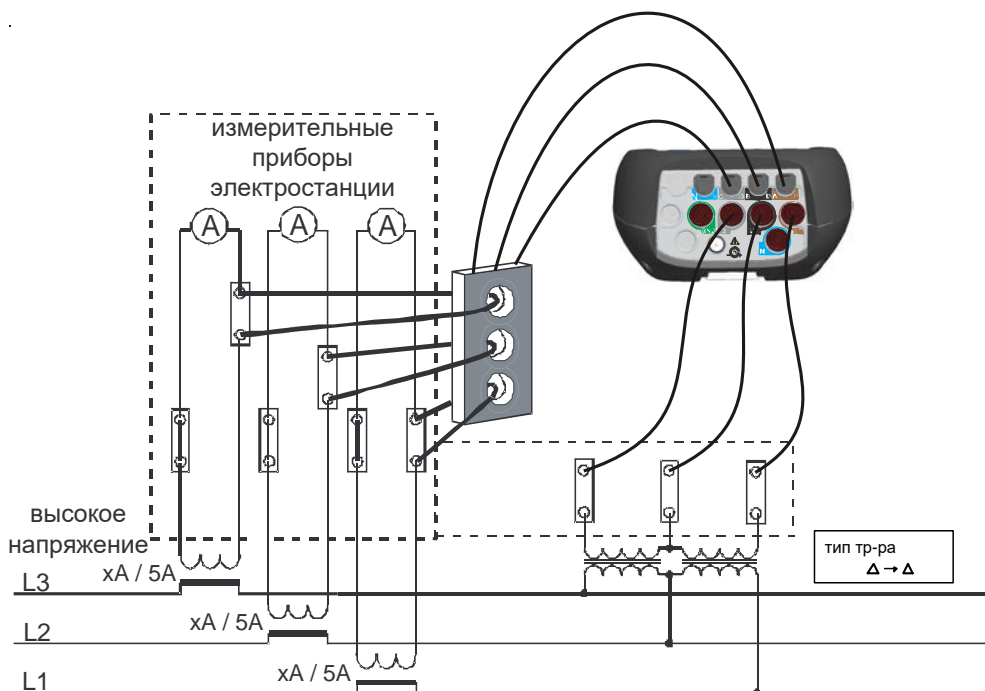 измерительные
приборы
электростанции
A
A
A
N
высокое
напряжение
тип тр-ра
Δ → Δ
xA / 5A
L3
xA / 5A
L2
xA / 5A
L1